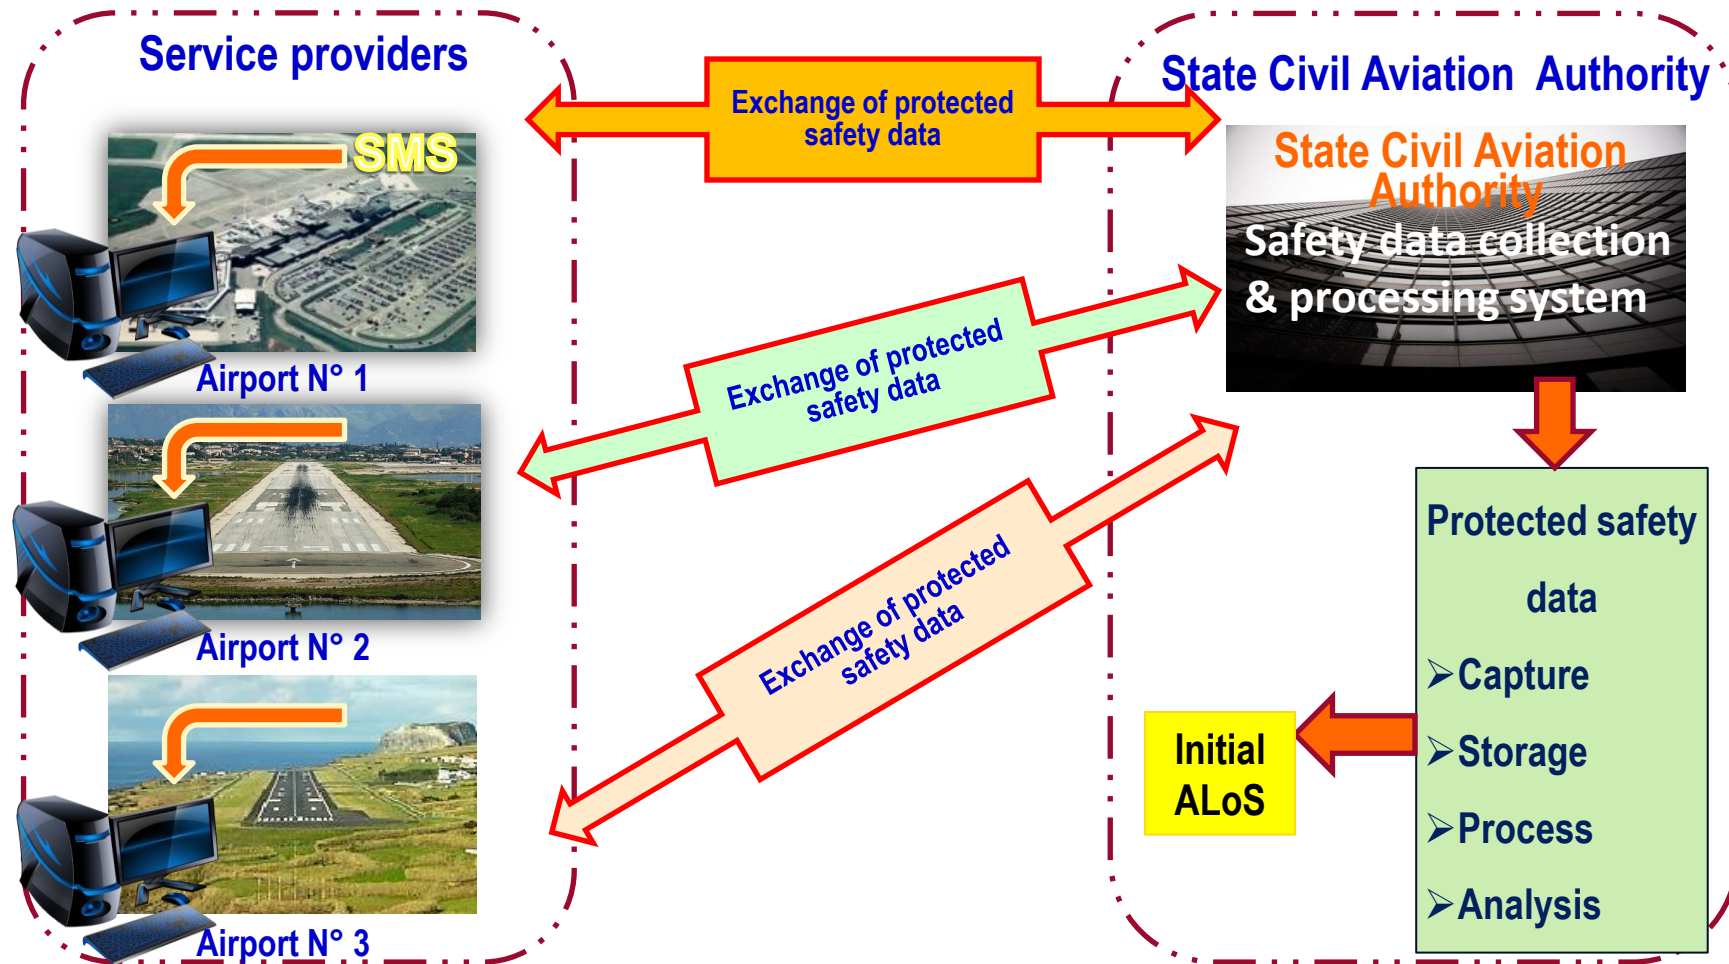 Service providers
SMS
Airport N° 1
Airport N° 2
Airport N° 3
Exchange of protected
safety data
Exchange of protected
safety data
Exchange of protected
safety data
State Civil Aviation Authority
State Civil Aviation
Authority
Safety data collection
& processing system
Protected safety
data
➢Capture
➢Storage
➢Process
➢Analysis
Initial
ALoS